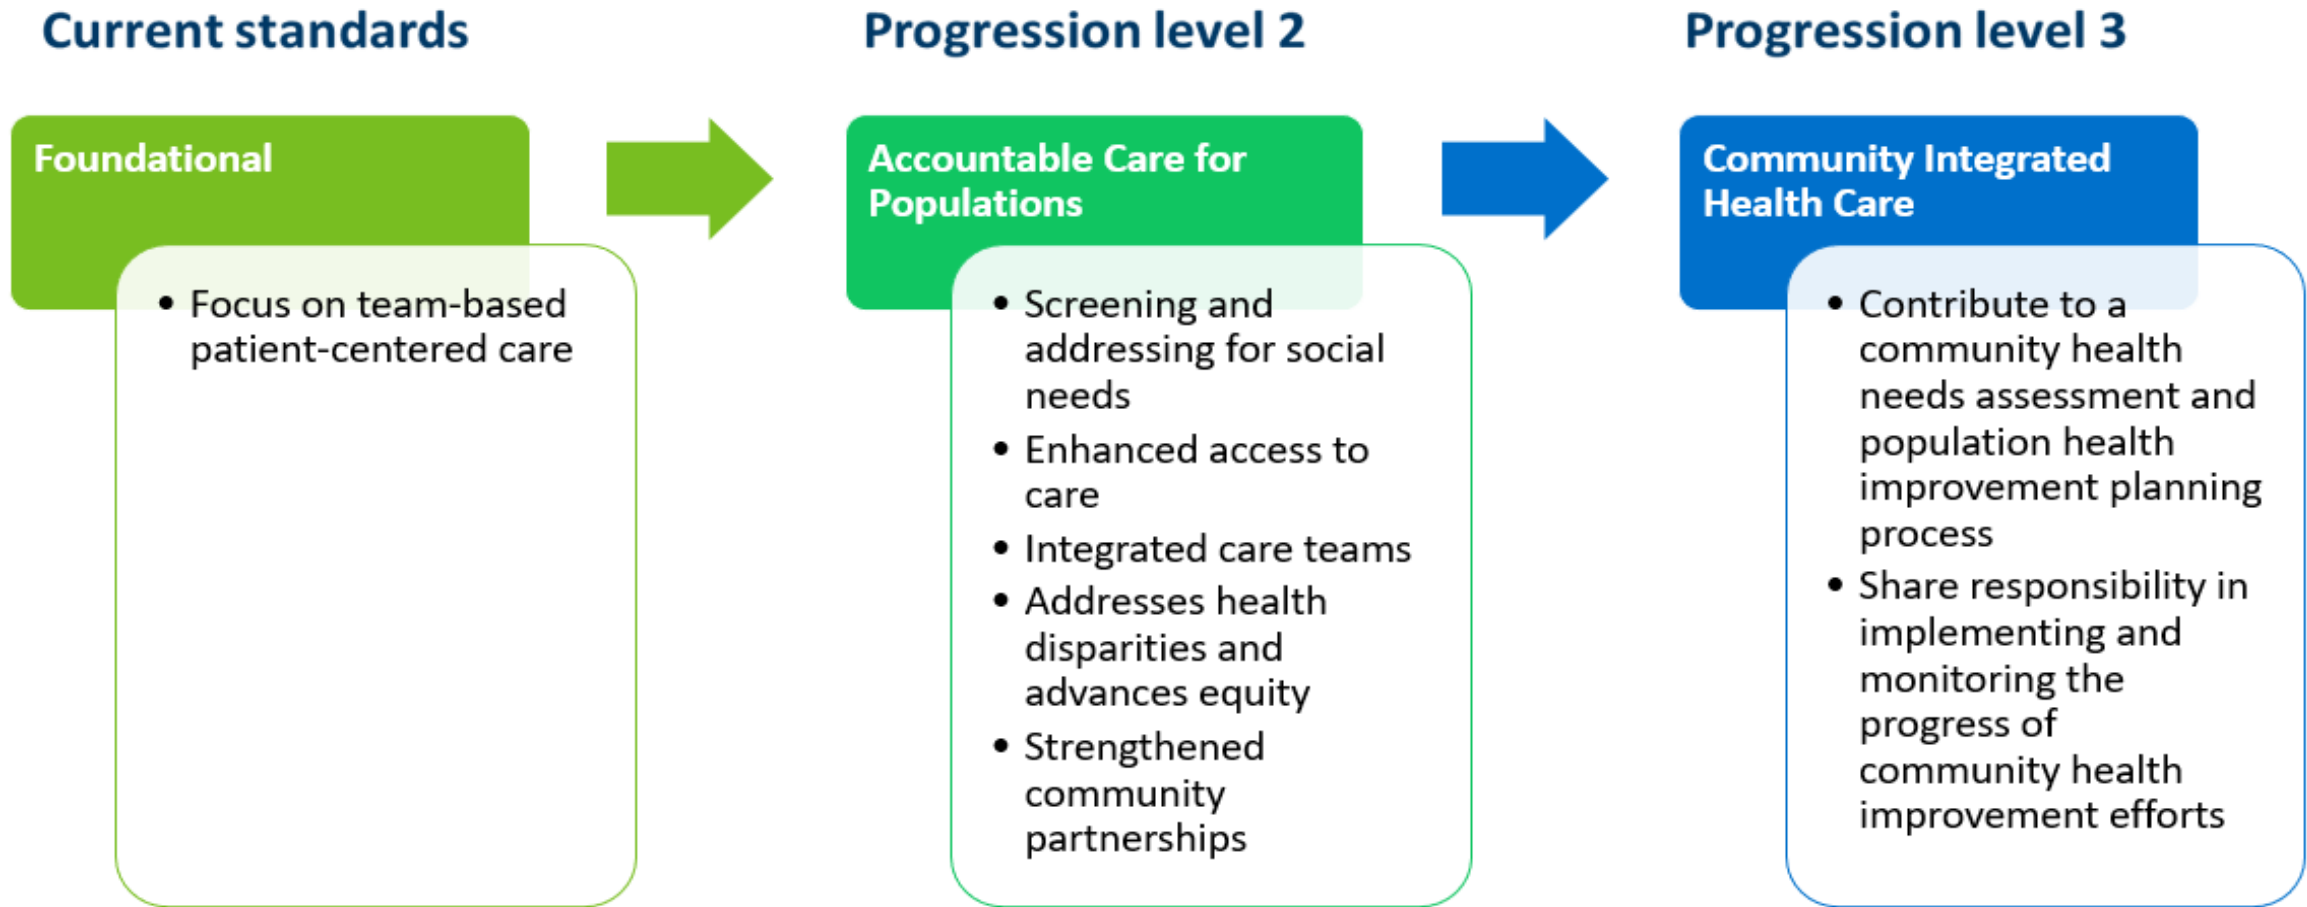 Current standards
Foundational
• Focus on team-based
patient-centered care
Progression level 2
Accountable Care for
Populations
• Screening and
addressing for social
needs
• Enhanced access to
care
• Integrated care teams
• Addresses health
disparities and
advances equity
• Strengthened
community
partnerships
Progression level 3
Community Integrated
Health Care
• Contribute to a
community health
needs assessment and
population health
improvement planning
process
• Share responsibility in
implementing and
monitoring the
progress of
community health
improvement efforts